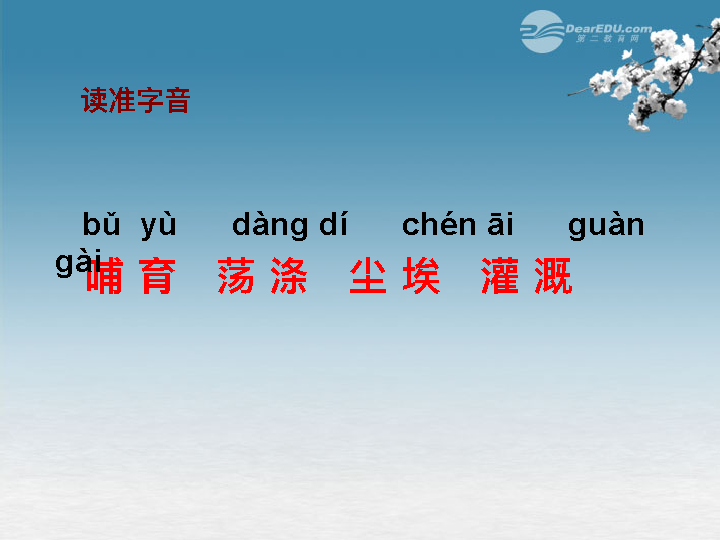 DearEDU.com
第二教育网
读准字音
bǔ yù dàng dí chén āi guàn
gài
哺育 荡涤 尘埃 灌溉